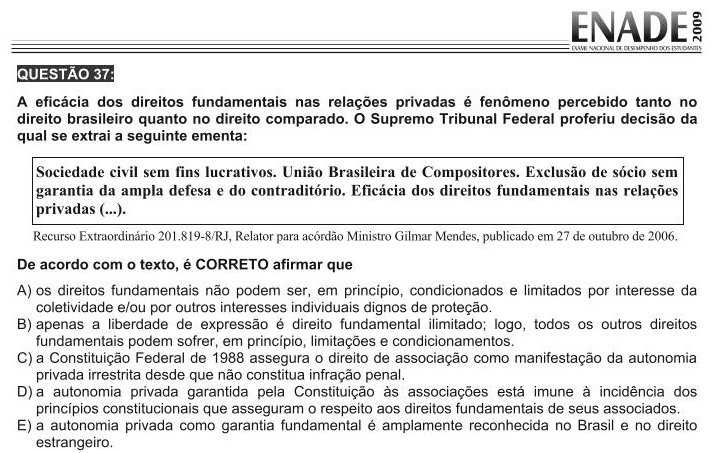 ENADE 2009
EXAME NACIONAL DE DESEMPENHO DOS ESTUDANTES
QUESTÃO 37:
A eficácia dos direitos fundamentais nas relações privadas é fenômeno percebido tanto no
direito brasileiro quanto no direito comparado. O Supremo Tribunal Federal proferiu decisão da
qual se extrai a seguinte ementa:
Sociedade civil sem fins lucrativos. União Brasileira de Compositores. Exclusão de sócio sem
garantia da ampla defesa e do contraditório. Eficácia dos direitos fundamentais nas relações
privadas (...).
Recurso Extraordinário 201.819-8/RJ, Relator para acórdão Ministro Gilmar Mendes, publicado em 27 de outubro de 2006.
De acordo com o texto, é CORRETO afirmar que
A) os direitos fundamentais não podem ser, em princípio, condicionados e limitados por interesse da
coletividade e/ou por outros interesses individuais dignos de proteção.
B) apenas a liberdade de expressão é direito fundamental ilimitado; logo, todos os outros direitos
fundamentais podem sofrer, em princípio, limitações e condicionamentos.
C) a Constituição Federal de 1988 assegura o direito de associação como manifestação da autonomia
privada irrestrita desde que não constitua infração penal.
D) a autonomia privada garantida pela Constituição às associações está imune à incidência dos
princípios constitucionais que asseguram o respeito aos direitos fundamentais de seus associados.
E) a autonomia privada como garantia fundamental é amplamente reconhecida no Brasil e no direito
estrangeiro.